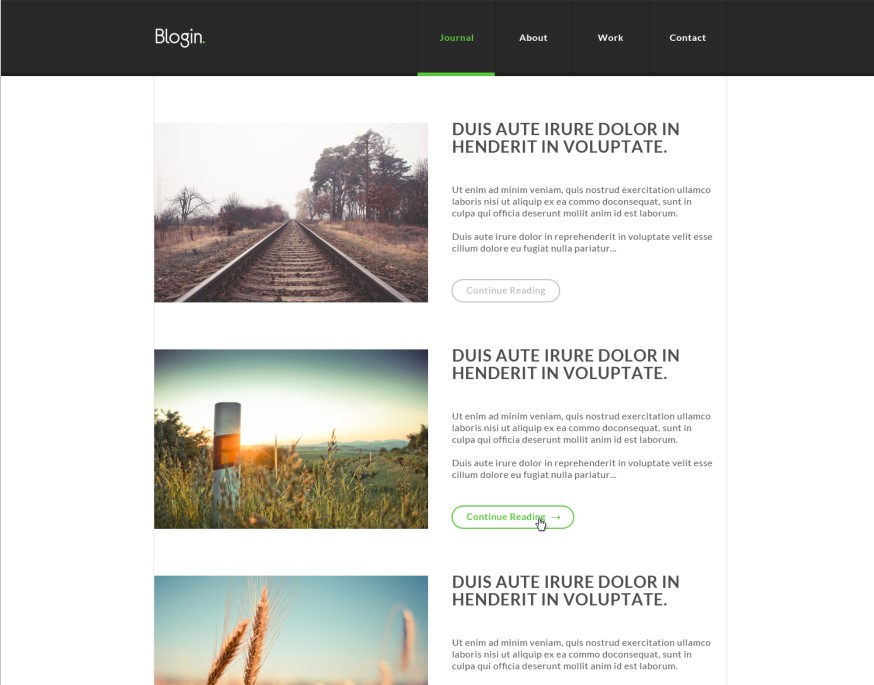 Blogin.
Journal
About
Work
Contact
DUIS AUTE IRURE DOLOR IN
HENDERIT IN VOLUPTATE.
Ut enim ad minim veniam, quis nostrud exercitation ullamco
laboris nisi ut aliquip ex ea commo doconsequat, sunt in
culpa qui officia deserunt mollit anim id est laborum.
Duis aute irure dolor in reprehenderit in voluptate velit esse
cillum dolore eu fugiat nulla pariatur...
Continue Reading
DUIS AUTE IRURE DOLOR IN
HENDERIT IN VOLUPTATE.
Ut enim ad minim veniam, quis nostrud exercitation ullamco
laboris nisi ut aliquip ex ea commo doconsequat, sunt in
culpa qui officia deserunt mollit anim id est laborum.
Duis aute irure dolor in reprehenderit in voluptate velit esse
cillum dolore eu fugiat nulla pariatur...
Continue Reading →
DUIS AUTE IRURE DOLOR IN
HENDERIT IN VOLUPTATE.
Ut enim ad minim veniam, quis nostrud exercitation ullamco
laboris nisi ut aliquip ex ea commo doconsequat, sunt in
culpa qui officia deserunt mollit anim id est laborum.